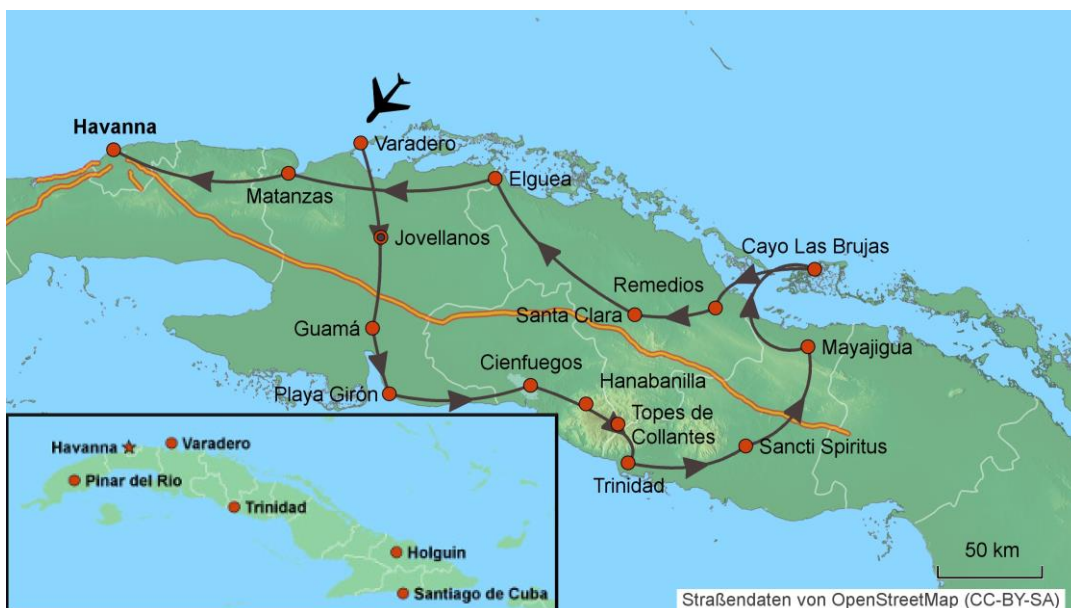 Havanna
Varadero
Matanzas
Elguea
Jovellanos
Cayo Las Brujas
Remedios
Santa Clara
Guamá
Mayajigua
Cienfuegos
Hanabanilla
Playa Girón
Topes de
Collantes
Sancti Spiritus
Trinidad
Havanna
Varadero
Pinar del Rio
Trinidad
Holguin
Santiago de Cuba
50 km
Straßendaten von OpenStreetMap (CC-BY-SA)